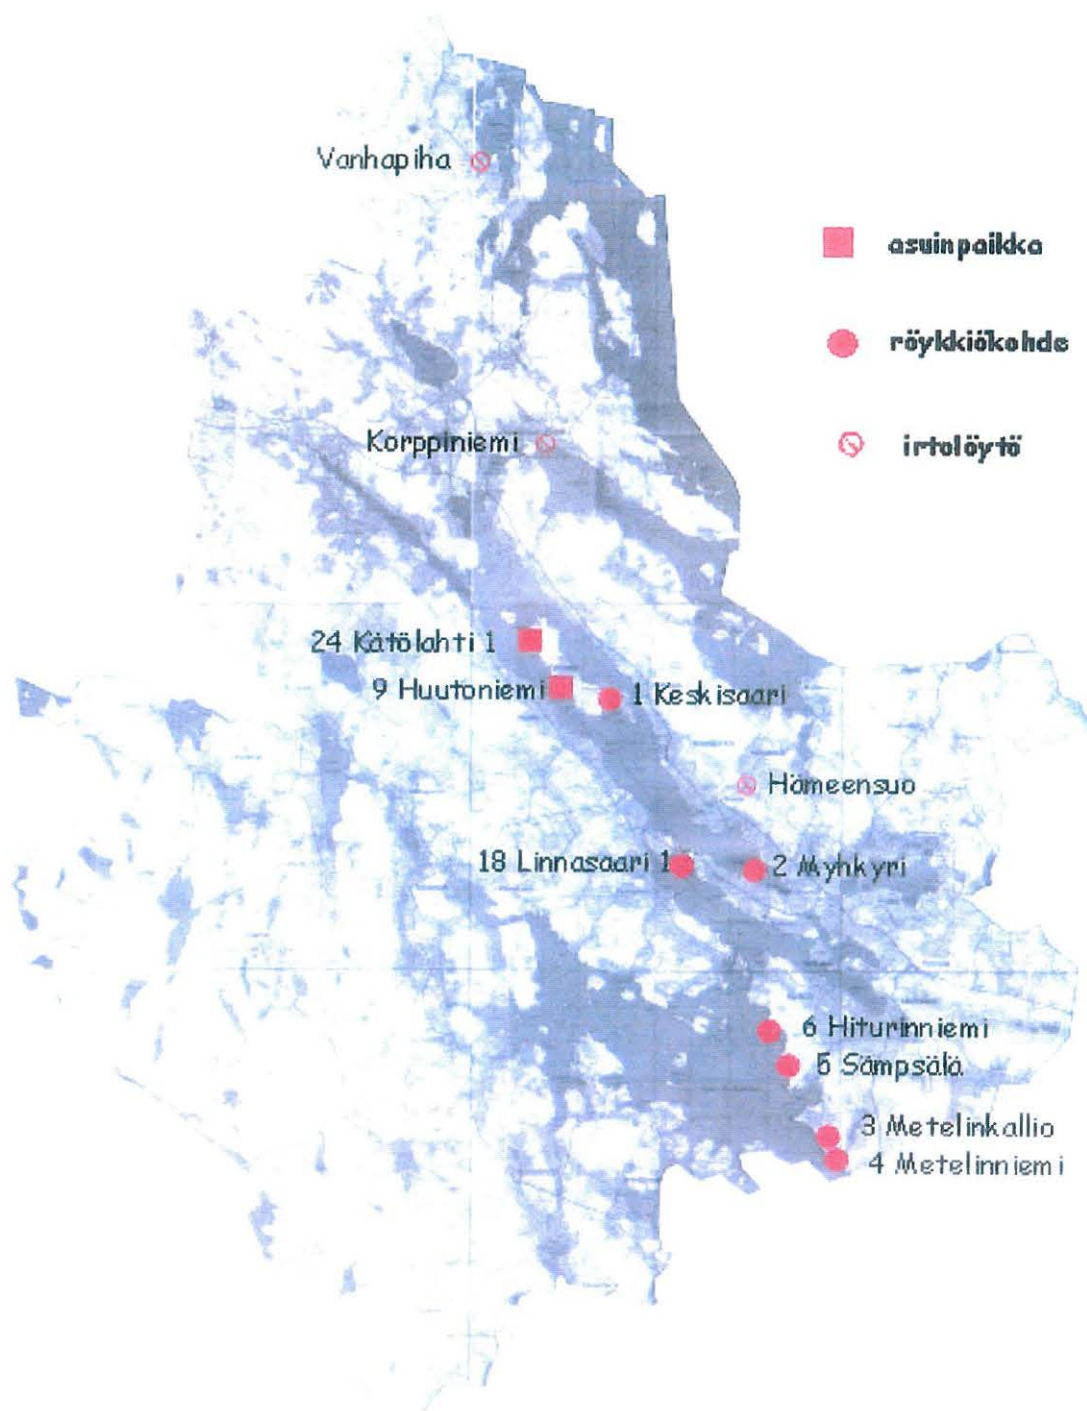 Vanhapiha
asuinpaikka
röykkiökohde
Korppiniemi
irtolöytö
24 Kätölahti 1
9 Huutoniemi
1 Keskisaari
Hämeensuo
18 Linnasaari 1
2 Myhkyri
6 Hiturinniemi
5 Sämpsälä
3 Metelinkallio
4 Metelinniemi